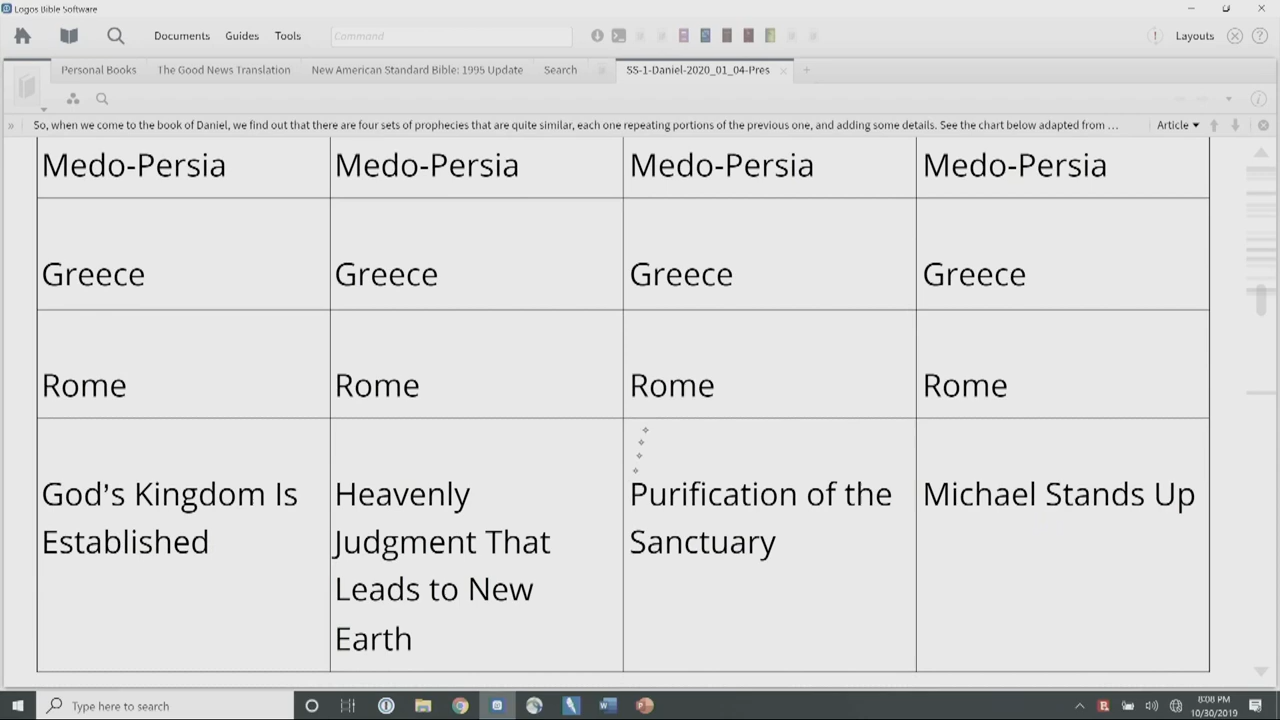 Logos Bible Software
Documents Guides Tools Command Layouts
Personal Books The Good News Translation New American Standard Bible: 1995 Update Search SS-1-Daniel-2020_01_04-Pres
So, when we come to the book of Daniel, we find out that there are four sets of prophecies that are quite similar, each one repeating portions of the previous one, and adding some details. See the chart below adapted from ... Article
Medo-Persia Medo-Persia Medo-Persia Medo-Persia
Greece Greece Greece Greece
Rome Rome Rome Rome
God's Kingdom Is
Established
Heavenly
Judgment That
Leads to New
Earth
Purification of the
Sanctuary
Michael Stands Up
Type here to search
8:08 PM
10/30/2019